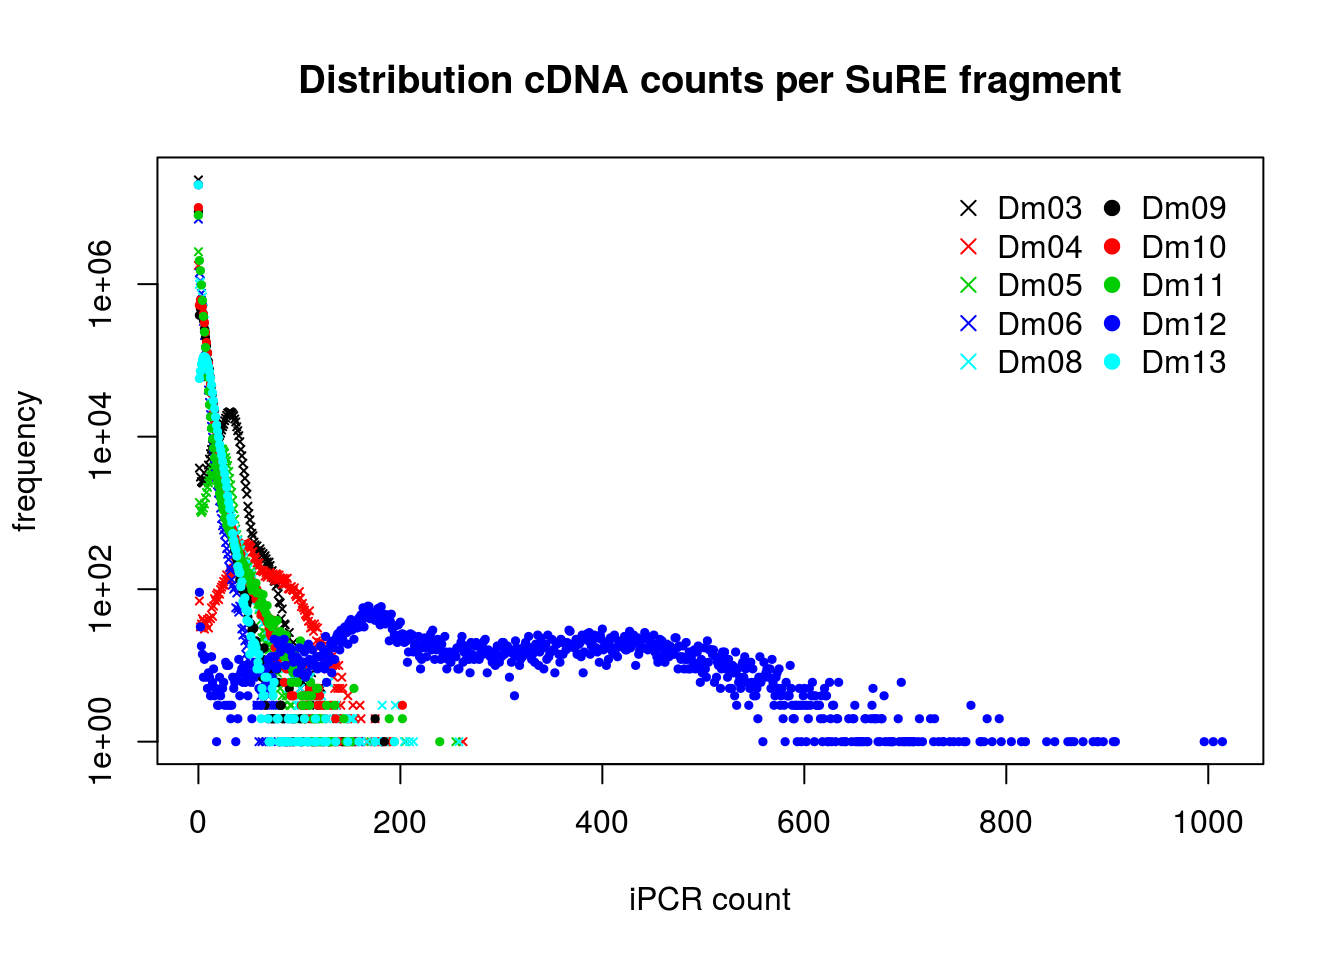 Distribution cDNA counts per SuRE fragment
Dm03 Dm09
Dm04 Dm10
Dm05 Dm11
Dm06 Dm12
Dm08 Dm13
frequency
1e+06
1e+04
1e+02
1e+00
0 200 400 600 800 1000
iPCR count